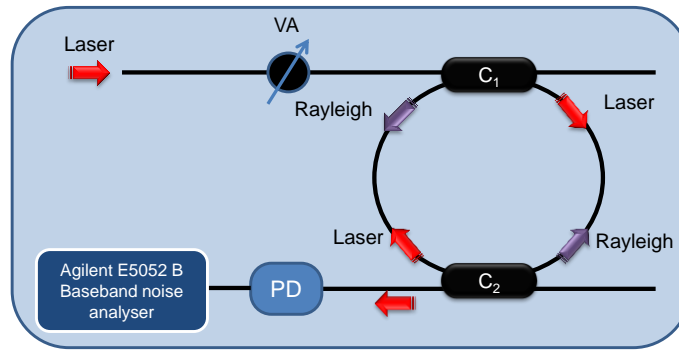 VA
Laser
C₁
Rayleigh
Laser
Laser
Rayleigh
Agilent E5052 B
Baseband noise
analyser
PD
C₂